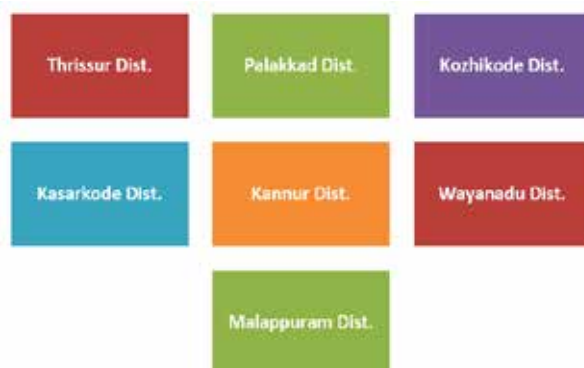 Thrissur Dist.
Palakkad Dist.
Kozhikode Dist.
Kasarkode Dist.
Kannur Dist.
Wayanadu Dist.
Malappuram Dist.